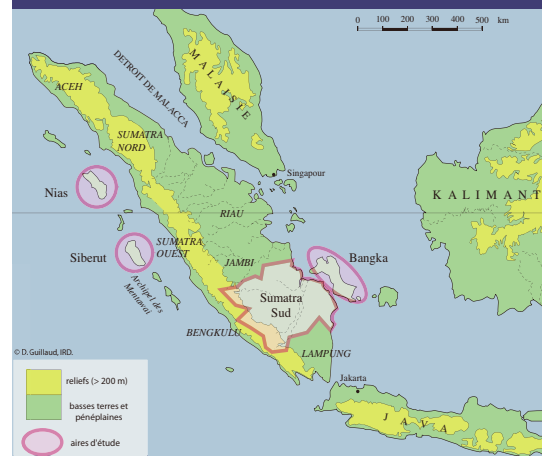 0 100 200 300 400 500 km
MALAISIE
DETROIT DE MALACCA
ACEH
SUMATRA
NORD
Singapour
Nias
KALIMANT
RIAU
Siberut
SUMATRA
OUEST
JAMBI
Bangka
Archipel des
Mentawai
Sumatra
Sud
BENGKULU
LAMPUNG
© D. Guillaud, IRD.
Jakarta
reliefs (> 200 m)
basses terres et
pénéplaines
aires d'étude
JAVA